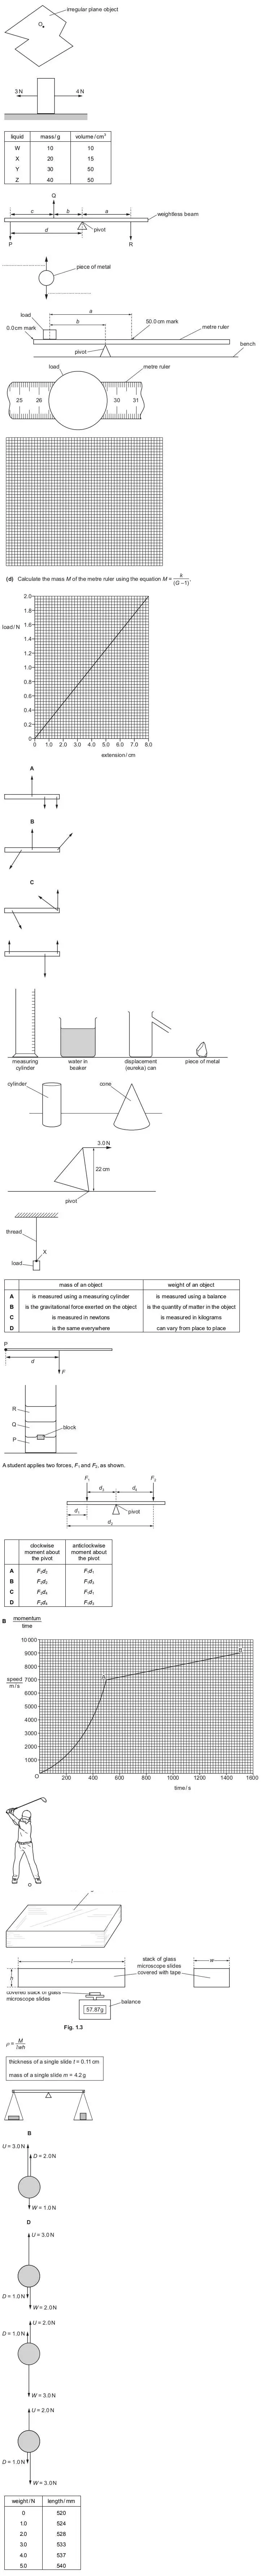 irregular plane object
O
3 N
4 N
liquid mass / g volume / cm³
W 10 10
X 20 15
Y 30 50
Z 40 50
Q
c b a
weightless beam
d
pivot
P R
piece of metal
a
load
b
50.0 cm mark
0.0 cm mark
metre ruler
bench
pivot
load
metre ruler
25 26 30 31
(d) Calculate the mass M of the metre ruler using the equation M = k / (G – 1).
2.0
load / N
1.8
1.6
1.4
1.2
1.0
0.8
0.6
0.4
0.2
0
0 1.0 2.0 3.0 4.0 5.0 6.0 7.0 8.0
extension / cm
A
B
C
measuring cylinder
water in beaker
displacement (eureka) can
piece of metal
cylinder
cone
3.0 N
22 cm
pivot
thread
X
load
mass of an object weight of an object
A is measured using a measuring cylinder is measured using a balance
B is the gravitational force exerted on the object is the quantity of matter in the object
C is measured in newtons is measured in kilograms
D is the same everywhere can vary from place to place
P
d
F
R
Q
block
P
A student applies two forces, F₁ and F₂, as shown.
F₁ F₂
d₃ d₄
d₁
pivot
d₂
clockwise moment about the pivot
anticlockwise moment about the pivot
A F₂d₂ F₁d₁
B F₂d₂ F₁d₃
C F₂d₄ F₁d₁
D F₂d₄ F₁d₃
B momentum
time
10 000
9000
8000
speed
m / s
7000
6000
5000
4000
3000
2000
1000
O
A
B
200 400 600 800 1000 1200 1400 1600
time / s
l
w
stack of glass microscope slides covered with tape
h
covered stack of glass microscope slides
balance
57.87 g
Fig. 1.3
ρ = M / lwh
thickness of a single slide t = 0.11 cm
mass of a single slide m = 4.2 g
B
U = 3.0 N
D = 2.0 N
W = 1.0 N
D
U = 3.0 N
D = 1.0 N
W = 2.0 N
U = 2.0 N
D = 1.0 N
W = 3.0 N
U = 2.0 N
D = 1.0 N
W = 3.0 N
weight / N length / mm
0 520
1.0 524
2.0 528
3.0 533
4.0 537
5.0 540